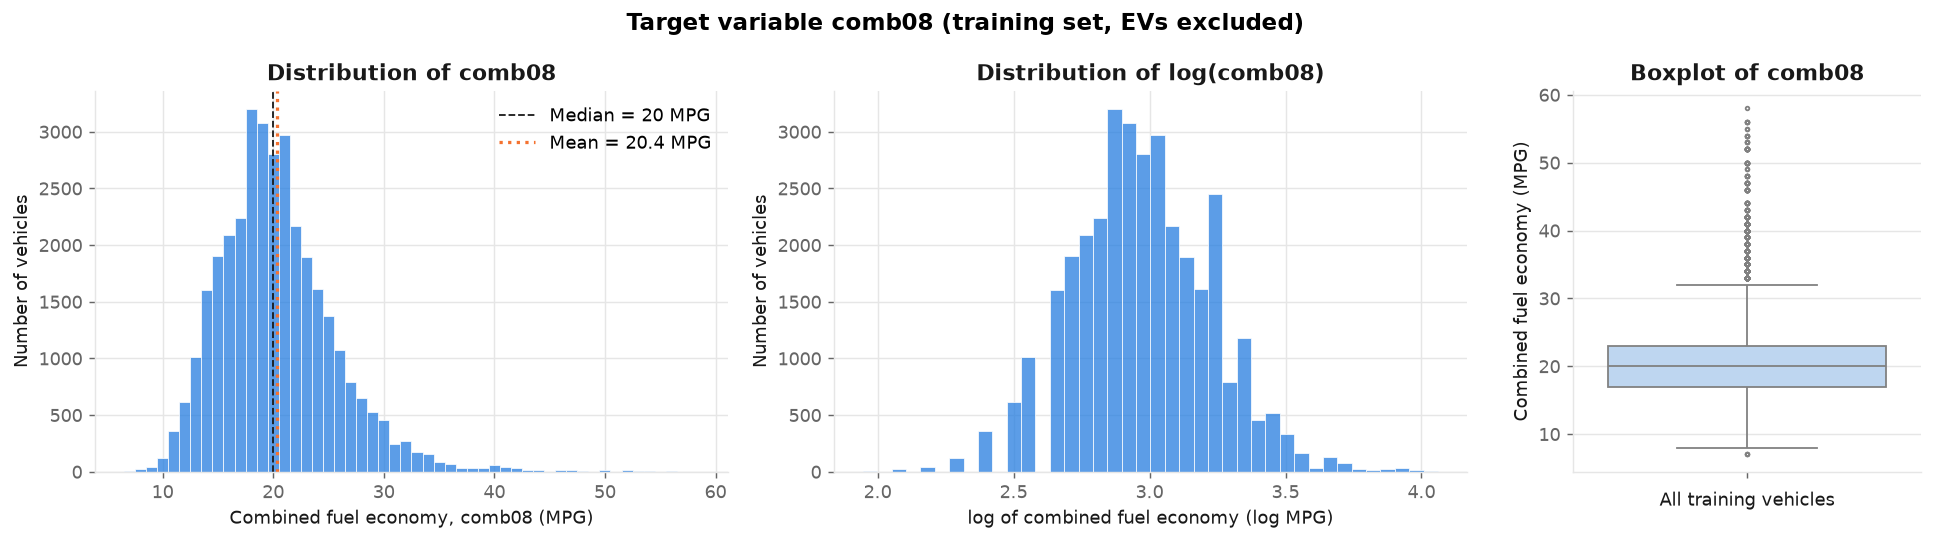 Target variable comb08 (training set, EVs excluded)
Distribution of comb08
Number of vehicles
3000
2500
2000
1500
1000
500
0
10 20 30 40 50 60
Combined fuel economy, comb08 (MPG)
Median = 20 MPG
Mean = 20.4 MPG
Distribution of log(comb08)
Number of vehicles
3000
2500
2000
1500
1000
500
0
2.0 2.5 3.0 3.5 4.0
log of combined fuel economy (log MPG)
Boxplot of comb08
Combined fuel economy (MPG)
60
50
40
30
20
10
All training vehicles